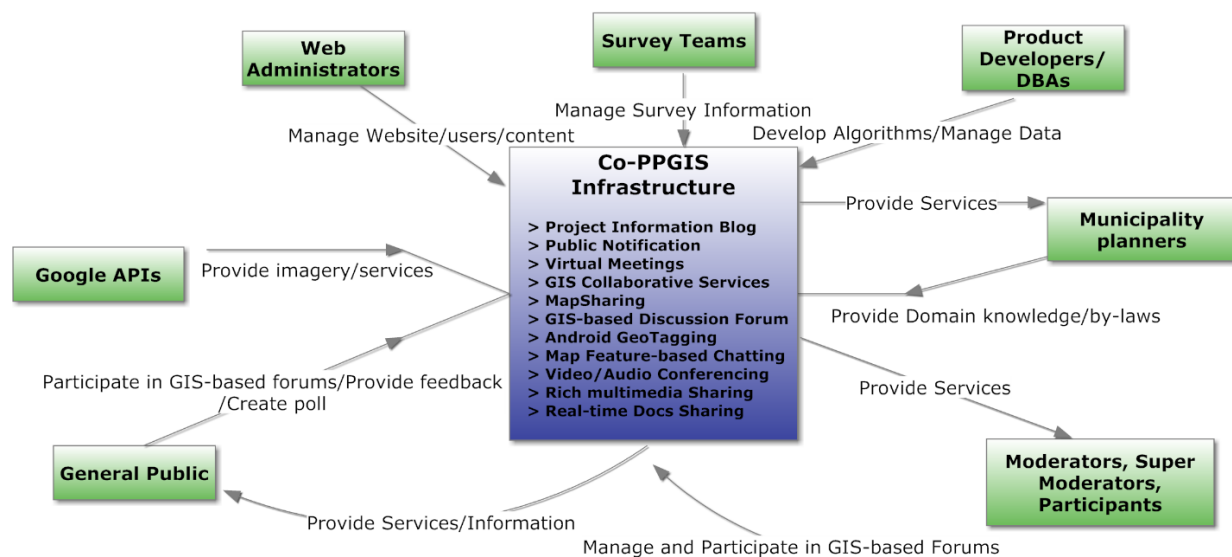 Web
Administrators
Survey Teams
Product
Developers/
DBAs
Manage Website/users/content
Manage Survey Information
Develop Algorithms/Manage Data
Co-PPGIS
Infrastructure
> Project Information Blog
> Public Notification
> Virtual Meetings
> GIS Collaborative Services
> MapSharing
> GIS-based Discussion Forum
> Android GeoTagging
> Map Feature-based Chatting
> Video/Audio Conferencing
> Rich multimedia Sharing
> Real-time Docs Sharing
Provide Services
Municipality
planners
Google APIs
Provide imagery/services
Provide Domain knowledge/by-laws
Participate in GIS-based forums/Provide feedback
/Create poll
Provide Services
General Public
Moderators, Super
Moderators,
Participants
Provide Services/Information
Manage and Participate in GIS-based Forums